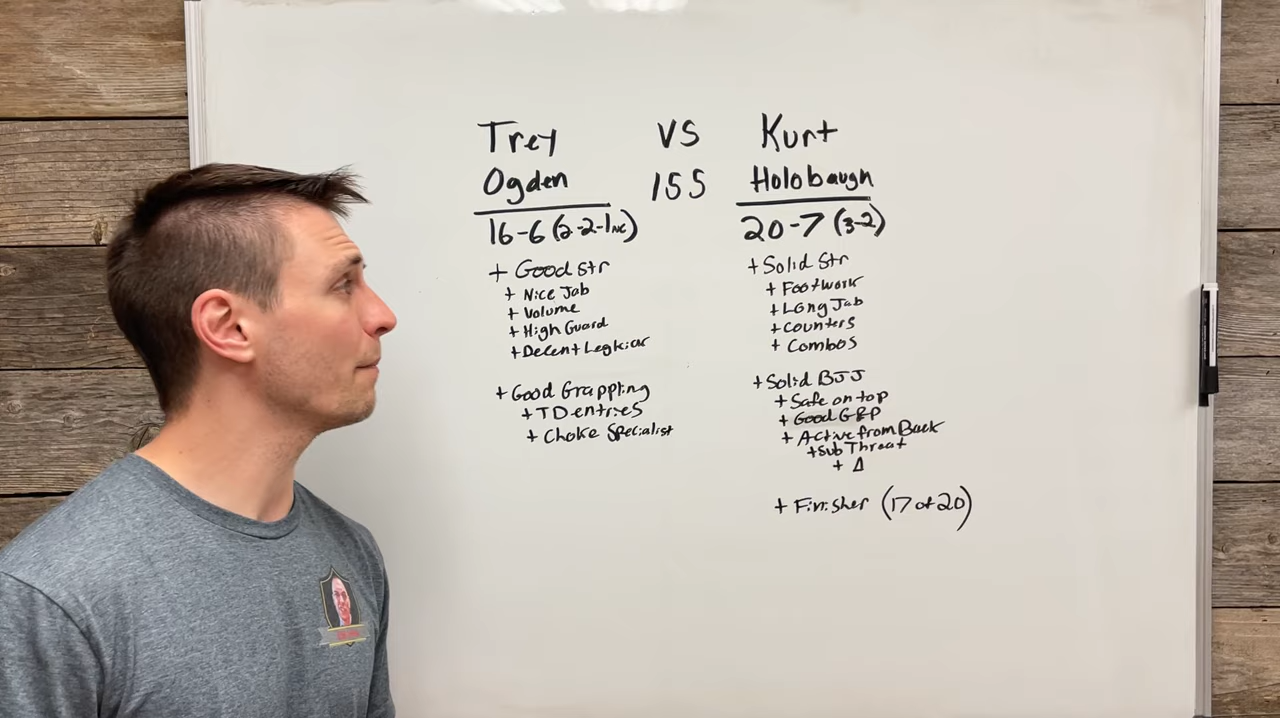 Trey VS Kurt
Ogden 155 Holobaugh
16-6 (2-2-1NC) 20-7 (3-2)
+ Good Str
+ Nice Jab
+ Volume
+ High Guard
+ Decent Legkick
+ Good Grappling
+ TD entries
+ Choke Specialist
+ Solid Str
+ Footwork
+ Long Jab
+ Counters
+ Combos
+ Solid BJJ
+ Safe on top
+ Good G&P
+ Active from Back
+ Sub Threat
+ Δ
+ Finisher (17 of 20)